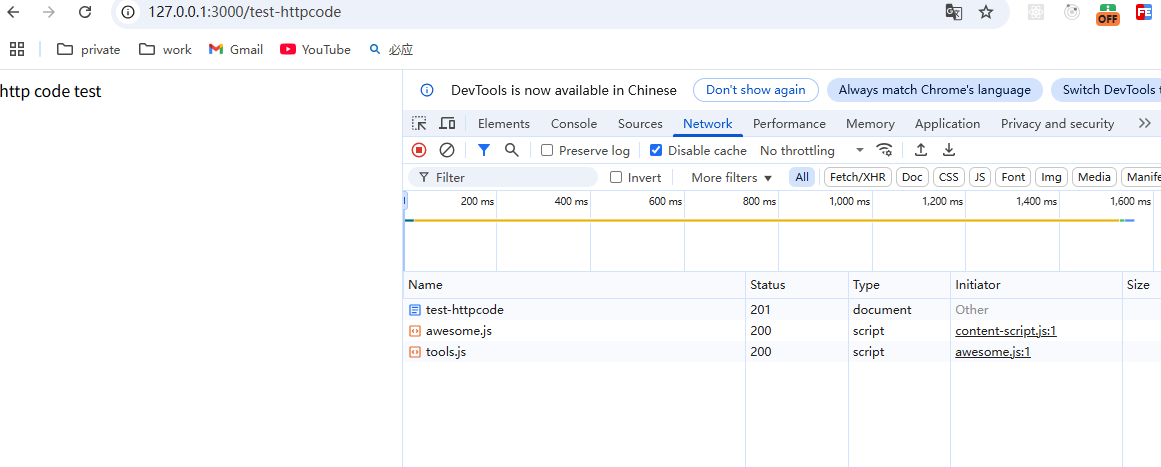 127.0.0.1:3000/test-httpcode
OFF FE
private work Gmail YouTube 必应
http code test
DevTools is now available in Chinese Don't show again Always match Chrome's language Switch DevTools t
Elements Console Sources Network Performance Memory Application Privacy and security
Preserve log Disable cache No throttling
Filter Invert More filters All Fetch/XHR Doc CSS JS Font Img Media Manife
200 ms 400 ms 600 ms 800 ms 1,000 ms 1,200 ms 1,400 ms 1,600 ms
Name Status Type Initiator Size
test-httpcode 201 document Other
awesome.js 200 script content-script.js:1
tools.js 200 script awesome.js:1